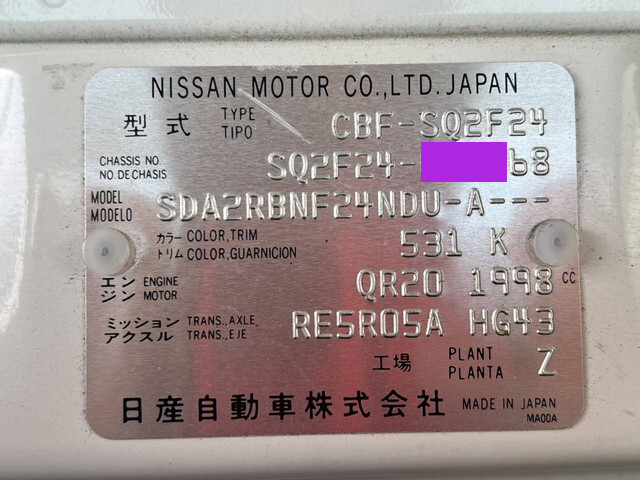 NISSAN MOTOR CO.,LTD. JAPAN
型式 TYPE TIPO CBF-SQ2F24
CHASSIS NO NO. DE CHASIS SQ2F24- 68
MODEL MODELO SDA2RBNF24NDU-A---
カラー COLOR, TRIM
トリム COLOR, GUARNICION 531 K
エンジン ENGINE MOTOR QR20 1998 CC
ミッション TRANS., AXLE
アクスル TRANS., EJE RE5R05A HG43
工場 PLANT PLANTA Z
日産自動車株式会社 MADE IN JAPAN
MA00A